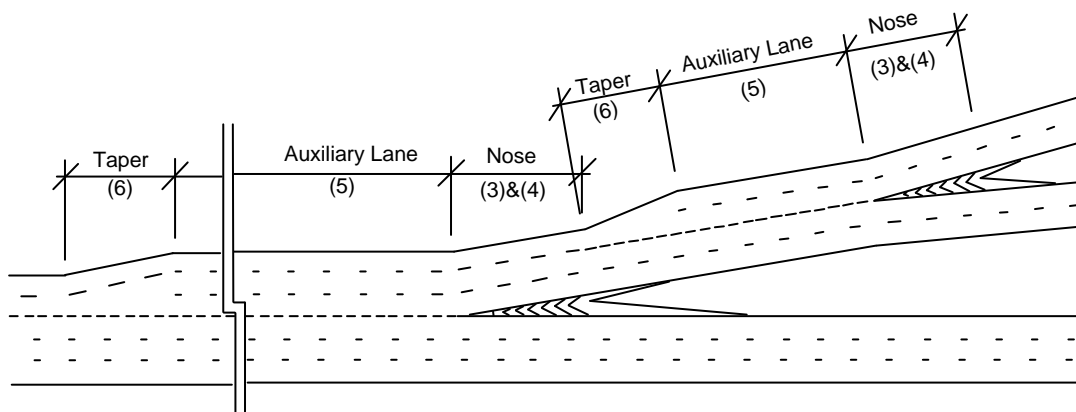 Taper
(6)
Auxiliary Lane
(5)
Nose
(3)&(4)
Taper
(6)
Auxiliary Lane
(5)
Nose
(3)&(4)